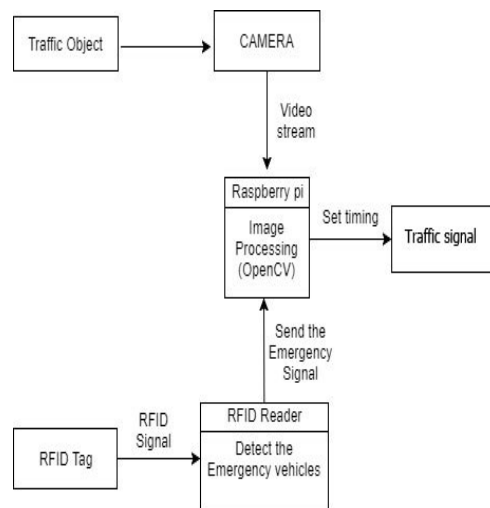 Traffic Object
CAMERA
Video
stream
Raspberry pi
Image
Processing
(OpenCV)
Set timing
Traffic signal
Send the
Emergency
Signal
RFID Tag
RFID
Signal
RFID Reader
Detect the
Emergency vehicles